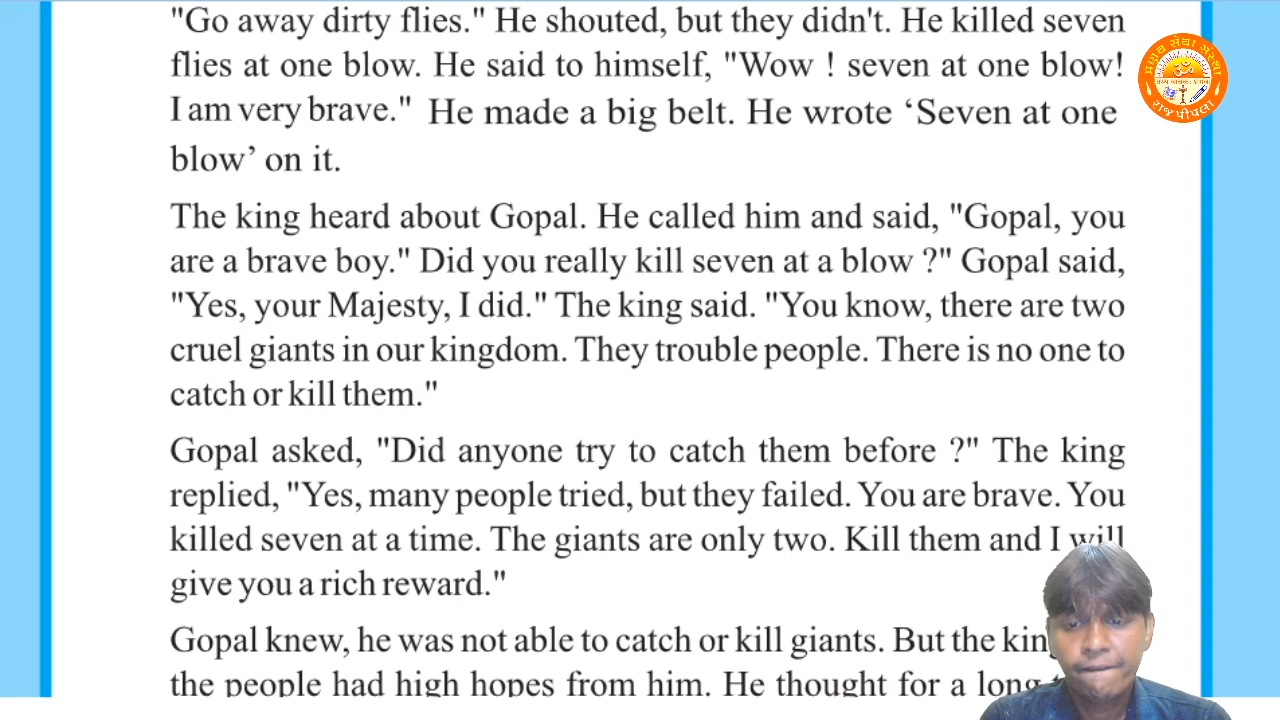 "Go away dirty flies." He shouted, but they didn't. He killed seven
flies at one blow. He said to himself, "Wow ! seven at one blow!
I am very brave." He made a big belt. He wrote ‘Seven at one
blow’ on it.
The king heard about Gopal. He called him and said, "Gopal, you
are a brave boy." Did you really kill seven at a blow ?" Gopal said,
"Yes, your Majesty, I did." The king said. "You know, there are two
cruel giants in our kingdom. They trouble people. There is no one to
catch or kill them."
Gopal asked, "Did anyone try to catch them before ?" The king
replied, "Yes, many people tried, but they failed. You are brave. You
killed seven at a time. The giants are only two. Kill them and I will
give you a rich reward."
Gopal knew, he was not able to catch or kill giants. But the king
the people had high hopes from him. He thought for a long
પ્રણવ સેવા સંસ્થા
રાજપીપલા